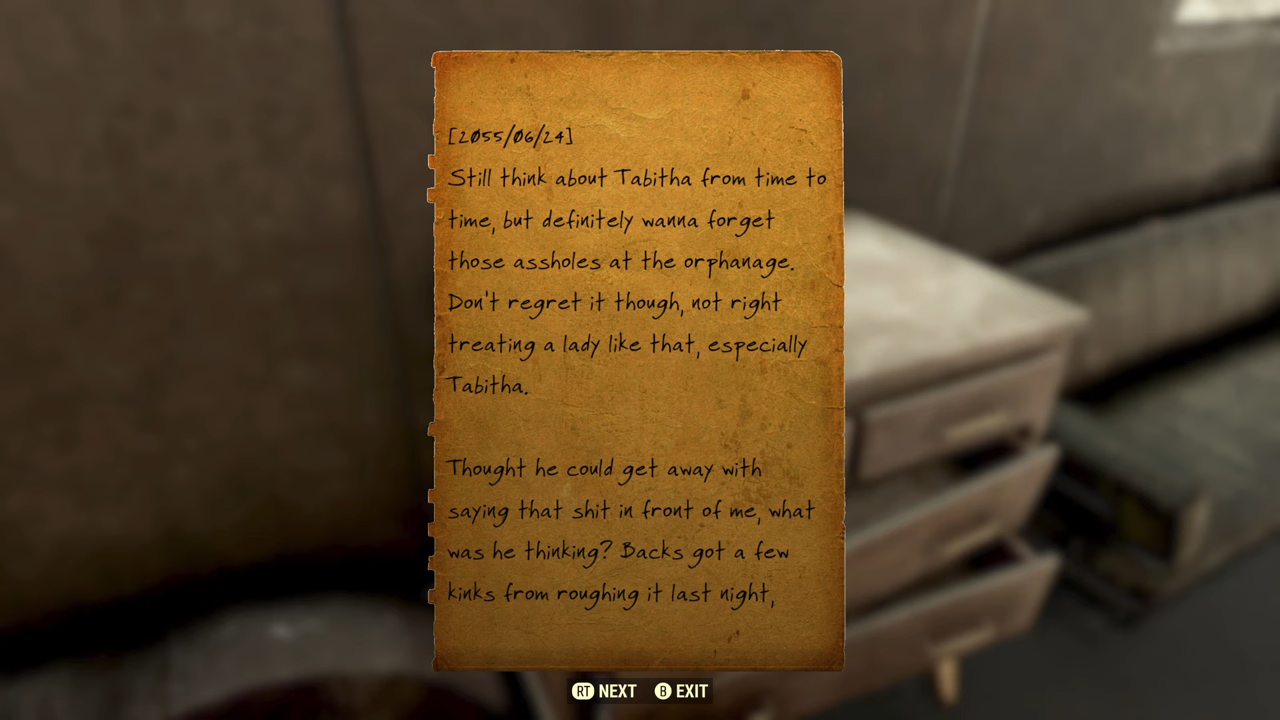 [2055/06/24]
Still think about Tabitha from time to
time, but definitely wanna forget
those assholes at the orphanage.
Don't regret it though, not right
treating a lady like that, especially
Tabitha.
Thought he could get away with
saying that shit in front of me, what
was he thinking? Backs got a few
kinks from roughing it last night,
RT NEXT B EXIT